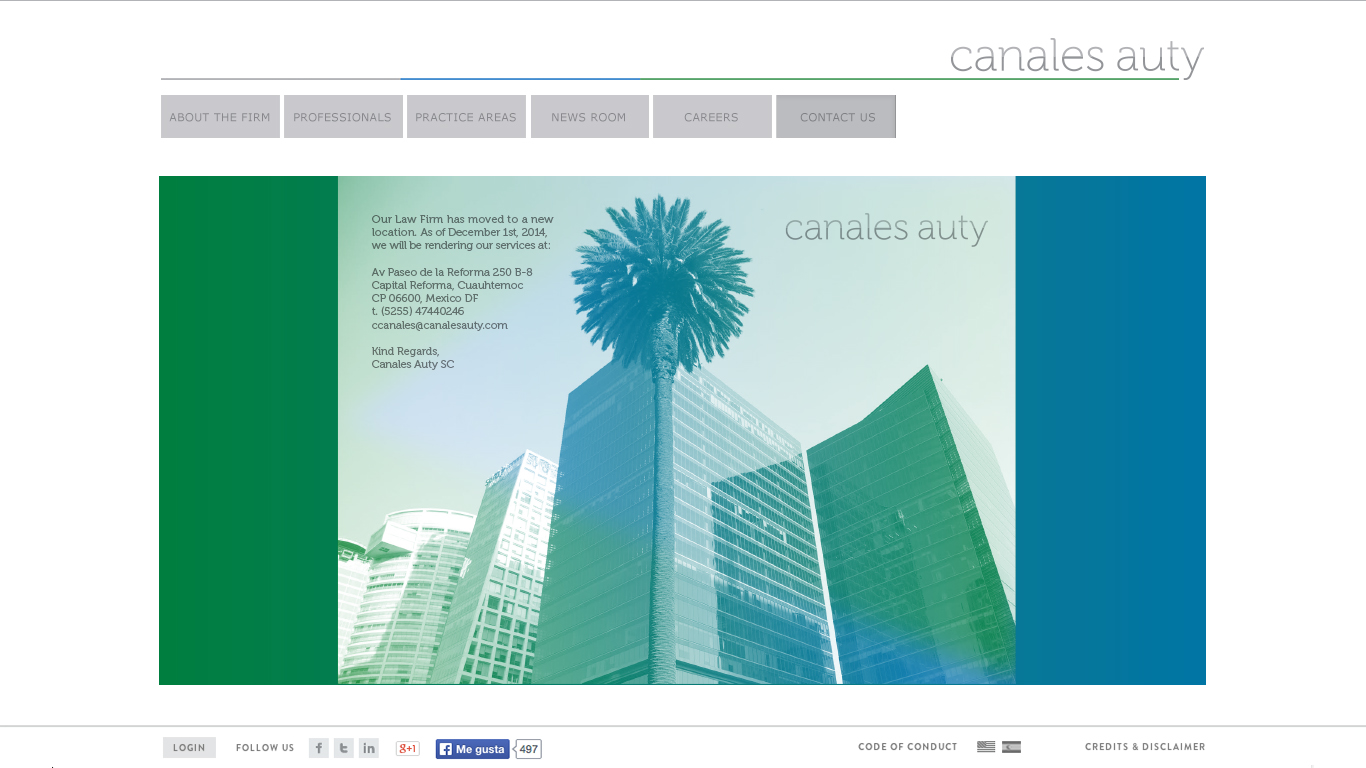 canales auty
ABOUT THE FIRM
PROFESSIONALS
PRACTICE AREAS
NEWS ROOM
CAREERS
CONTACT US
Our Law Firm has moved to a new
location. As of December 1st, 2014,
we will be rendering our services at:
Av Paseo de la Reforma 250 B-8
Capital Reforma, Cuauhtemoc
CP 06600, Mexico DF
t. (5255) 47440246
ccanales@canalesauty.com
Kind Regards,
Canales Auty SC
canales auty
LOGIN
FOLLOW US
f
t
in
g+1
f Me gusta
497
CODE OF CONDUCT
CREDITS & DISCLAIMER